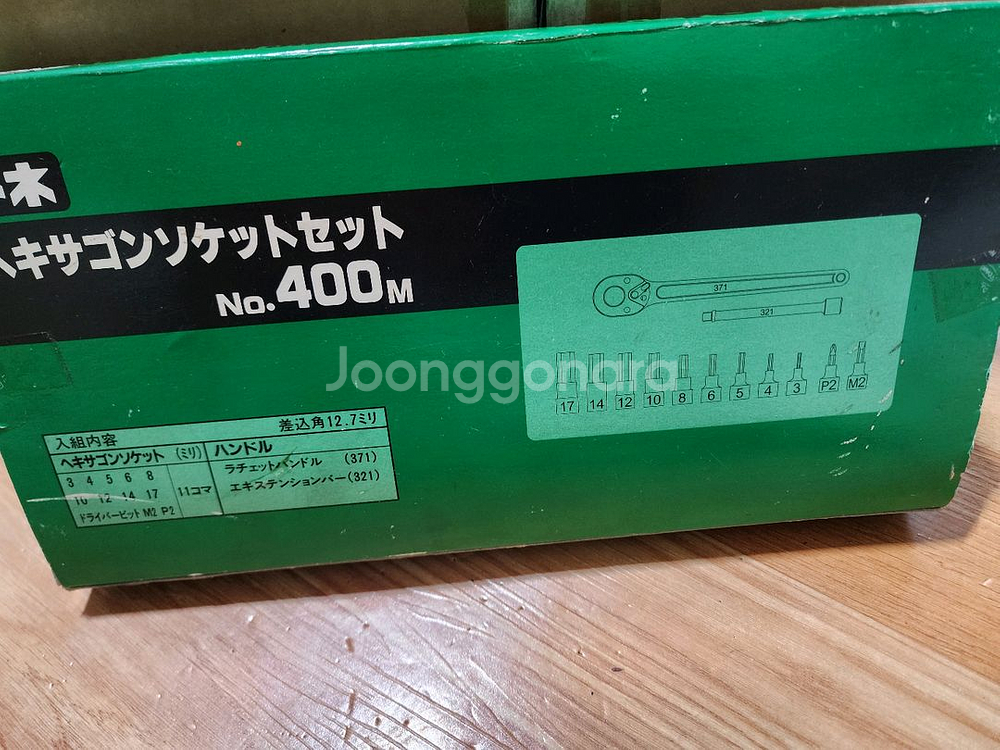 ネ
ヘキサゴンソケットセット
No.400M
371
321
17 14 12 10 8 6 5 4 3 P2 M2
Joonggonara
入組内容 差込角12.7ミリ
ヘキサゴンソケット (ミリ) ハンドル
3 4 5 6 8 ラチェットハンドル (371)
10 12 14 17 11コマ エキステンションバー(321)
ドライバービット M2 P2